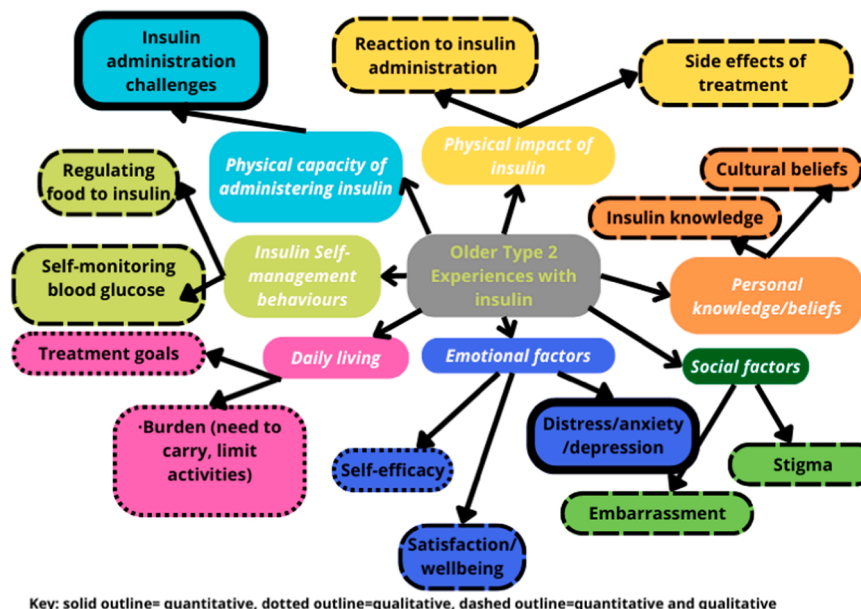 Insulin
administration
challenges
Reaction to insulin
administration
Side effects of
treatment
Physical capacity of
administering insulin
Physical impact of
insulin
Regulating
food to insulin
Cultural beliefs
Insulin knowledge
Self-monitoring
blood glucose
Insulin Self-
management
behaviours
Older Type 2
Experiences with
insulin
Personal
knowledge/beliefs
Treatment goals
Daily living
Emotional factors
Social factors
·Burden (need to
carry, limit
activities)
Self-efficacy
Distress/anxiety
/depression
Stigma
Embarrassment
Satisfaction/
wellbeing
Key: solid outline= quantitative, dotted outline=qualitative, dashed outline=quantitative and qualitative